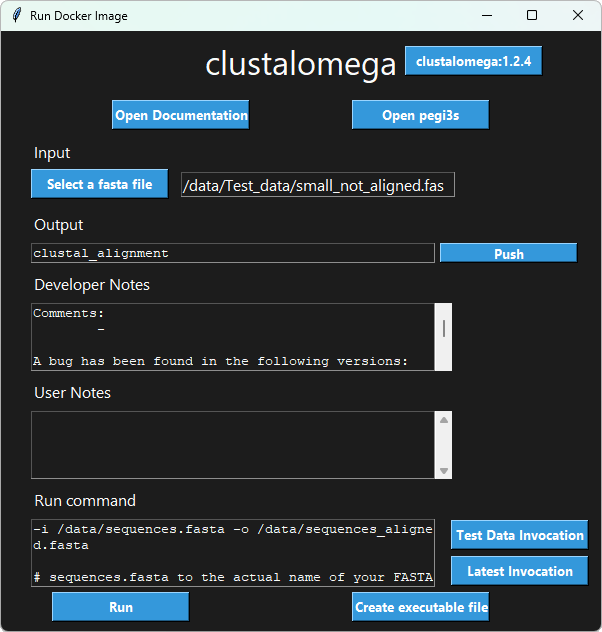 Run Docker Image
clustalomega clustalomega:1.2.4
Open Documentation Open pegi3s
Input
Select a fasta file /data/Test_data/small_not_aligned.fas
Output
clustal_alignment Push
Developer Notes
Comments:
-
A bug has been found in the following versions:
User Notes
Run command
-i /data/sequences.fasta -o /data/sequences_aligne
d.fasta
# sequences.fasta to the actual name of your FASTA
Test Data Invocation
Latest Invocation
Run Create executable file